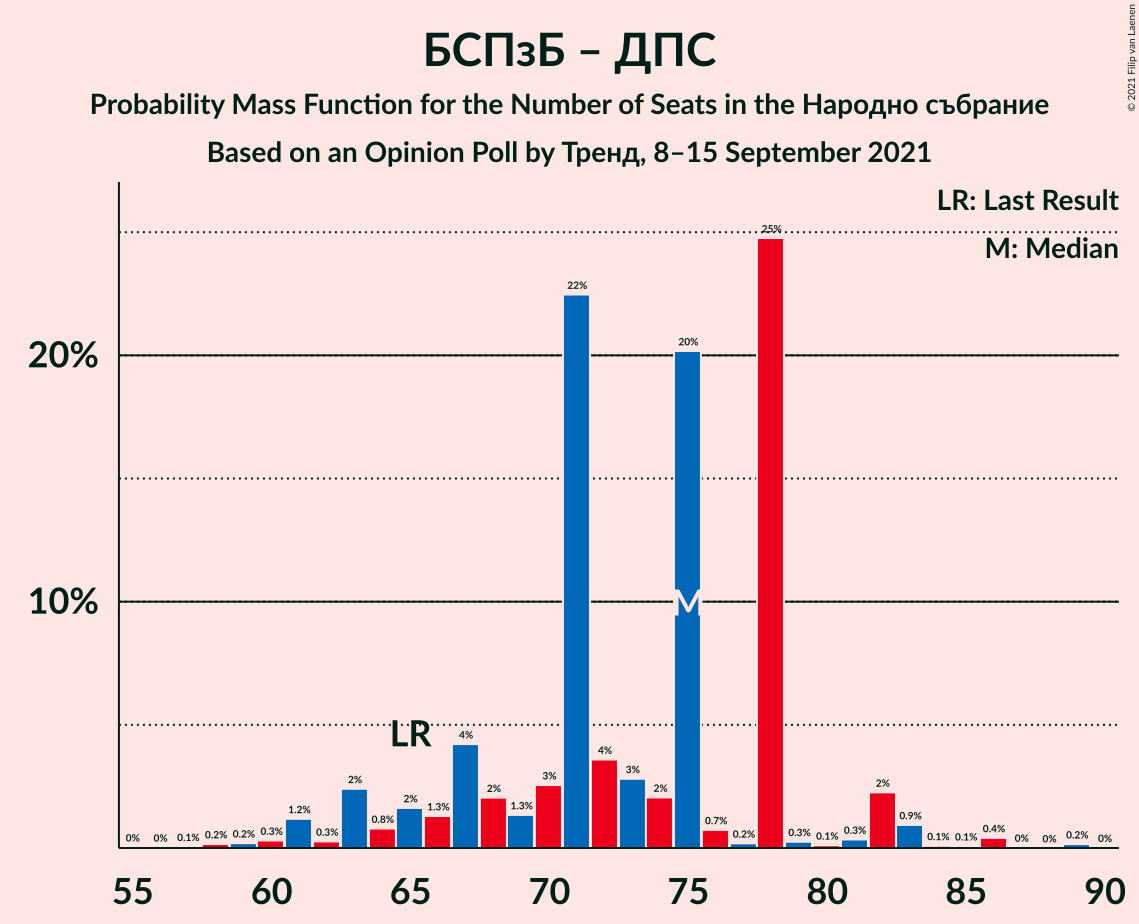 БСПзБ – ДПС
Probability Mass Function for the Number of Seats in the Народно събрание
Based on an Opinion Poll by Тренд, 8–15 September 2021
© 2021 Filip van Laenen
LR: Last Result
M: Median
20%
10%
LR
M
0% 0% 0.1% 0.2% 0.2% 0.3% 1.2% 0.3% 2% 0.8% 2% 1.3% 4% 2% 1.3% 3% 22% 4% 3% 2% 20% 0.7% 0.2% 25% 0.3% 0.1% 0.3% 2% 0.9% 0.1% 0.1% 0.4% 0% 0% 0.2% 0%
55 60 65 70 75 80 85 90